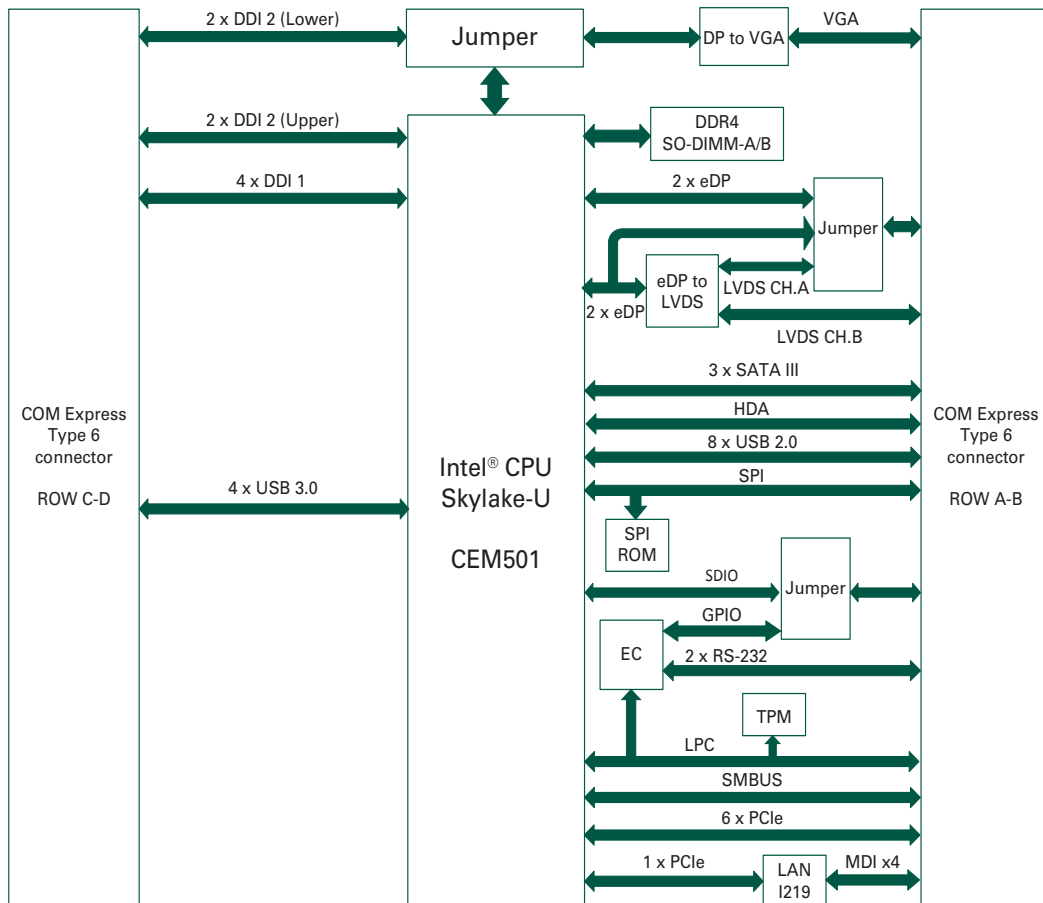 2 x DDI 2 (Lower)
Jumper
DP to VGA
VGA
2 x DDI 2 (Upper)
DDR4
SO-DIMM-A/B
4 x DDI 1
2 x eDP
Jumper
eDP to
LVDS
LVDS CH.A
2 x eDP
LVDS CH.B
3 x SATA III
COM Express
Type 6
connector
ROW C-D
HDA
COM Express
Type 6
connector
ROW A-B
8 x USB 2.0
Intel® CPU
Skylake-U
CEM501
SPI
4 x USB 3.0
SPI
ROM
SDIO
Jumper
GPIO
EC
2 x RS-232
TPM
LPC
SMBUS
6 x PCIe
1 x PCIe
LAN
I219
MDI x4